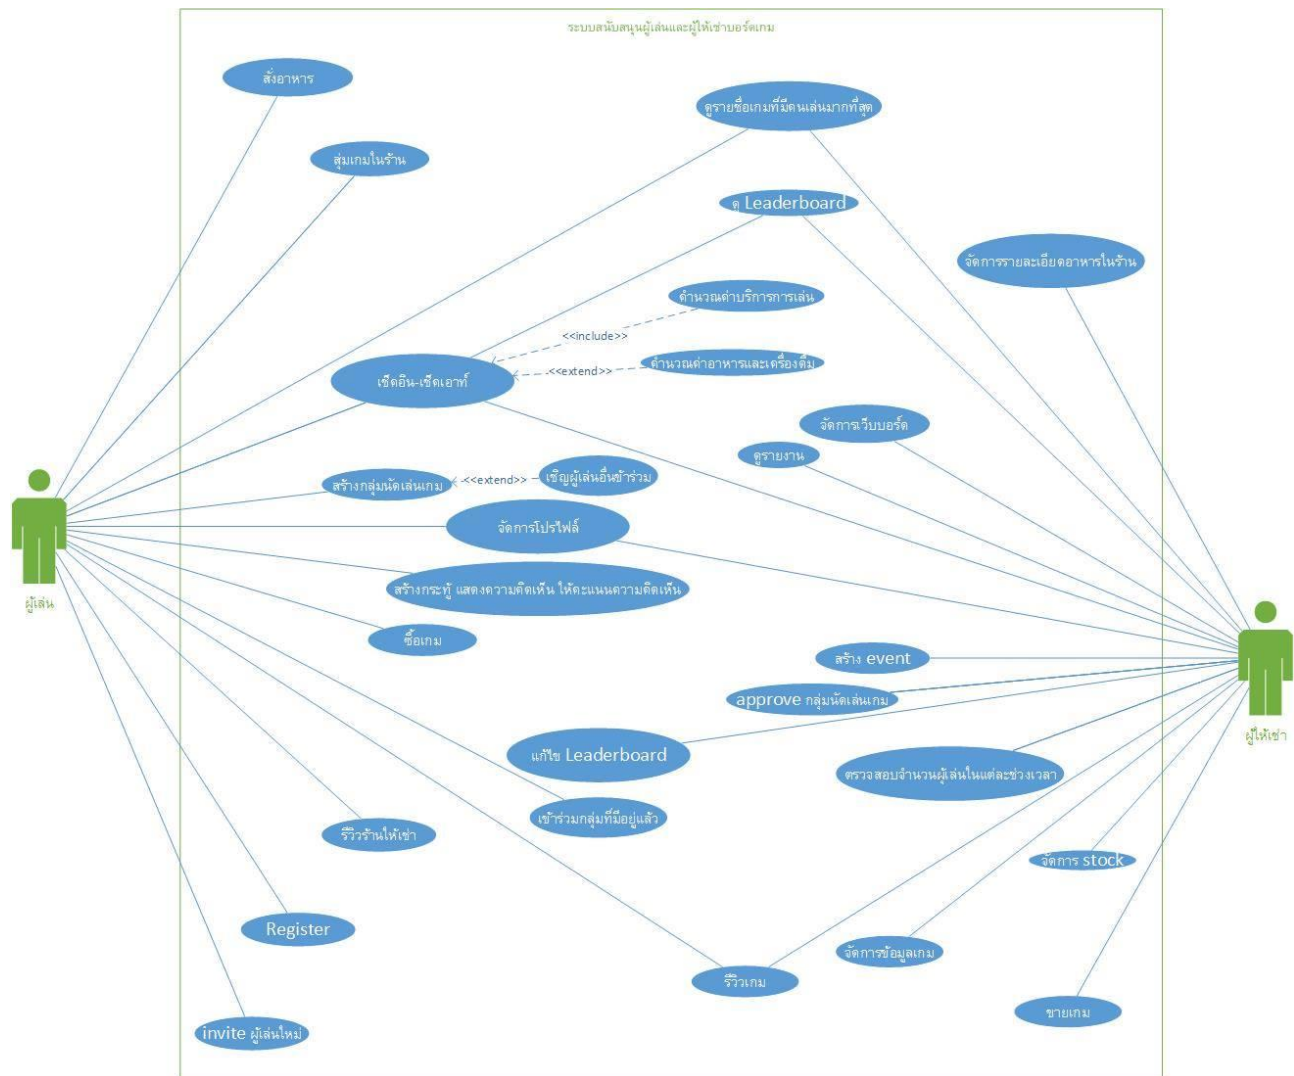 ระบบสนับสนุนผู้เล่นและผู้ให้เช่าบอร์ดเกม
สั่งอาหาร
ดูรายชื่อเกมที่มีคนเล่นมากที่สุด
สุ่มเกมในร้าน
ดู Leaderboard
จัดการรายละเอียดอาหารในร้าน
คำนวณค่าบริการการเล่น
<<include>>
คำนวณค่าอาหารและเครื่องดื่ม
<<extend>>
เช็คอิน-เช็คเอาท์
จัดการเว็บบอร์ด
ดูรายงาน
สร้างกลุ่มนัดเล่นเกม
<<extend>>
เชิญผู้เล่นอื่นเข้าร่วม
จัดการโปรไฟล์
สร้างกระทู้ แสดงความคิดเห็น ให้คะแนนความคิดเห็น
ผู้เล่น
ซื้อเกม
สร้าง event
approve กลุ่มนัดเล่นเกม
ผู้ให้เช่า
แก้ไข Leaderboard
ตรวจสอบจำนวนผู้เล่นในแต่ละช่วงเวลา
เข้าร่วมกลุ่มที่มีอยู่แล้ว
รีวิวร้านให้เช่า
จัดการ stock
Register
จัดการข้อมูลเกม
รีวิวเกม
ขายเกม
invite ผู้เล่นใหม่